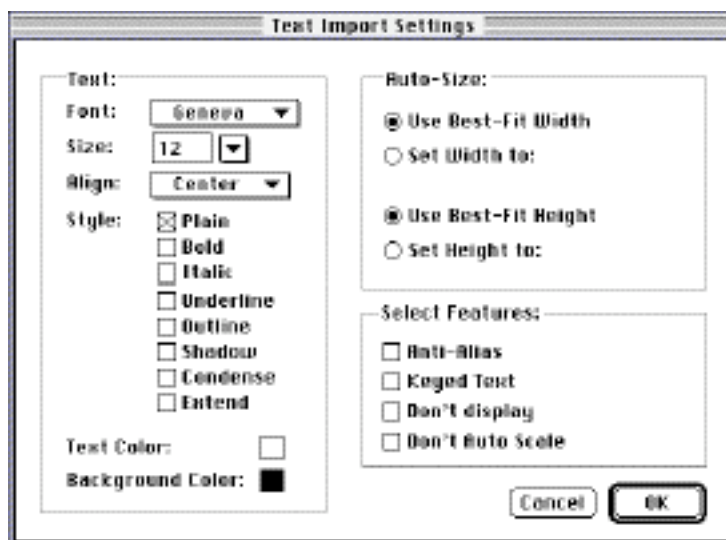 Text Import Settings
Text:
Font: Geneva
Size: 12
Align: Center
Style: Plain
Bold
Italic
Underline
Outline
Shadow
Condense
Extend
Text Color:
Background Color:
Auto-Size:
Use Best-Fit Width
Set Width to:
Use Best-Fit Height
Set Height to:
Select Features:
Anti-Alias
Keyed Text
Don't display
Don't Auto Scale
Cancel OK